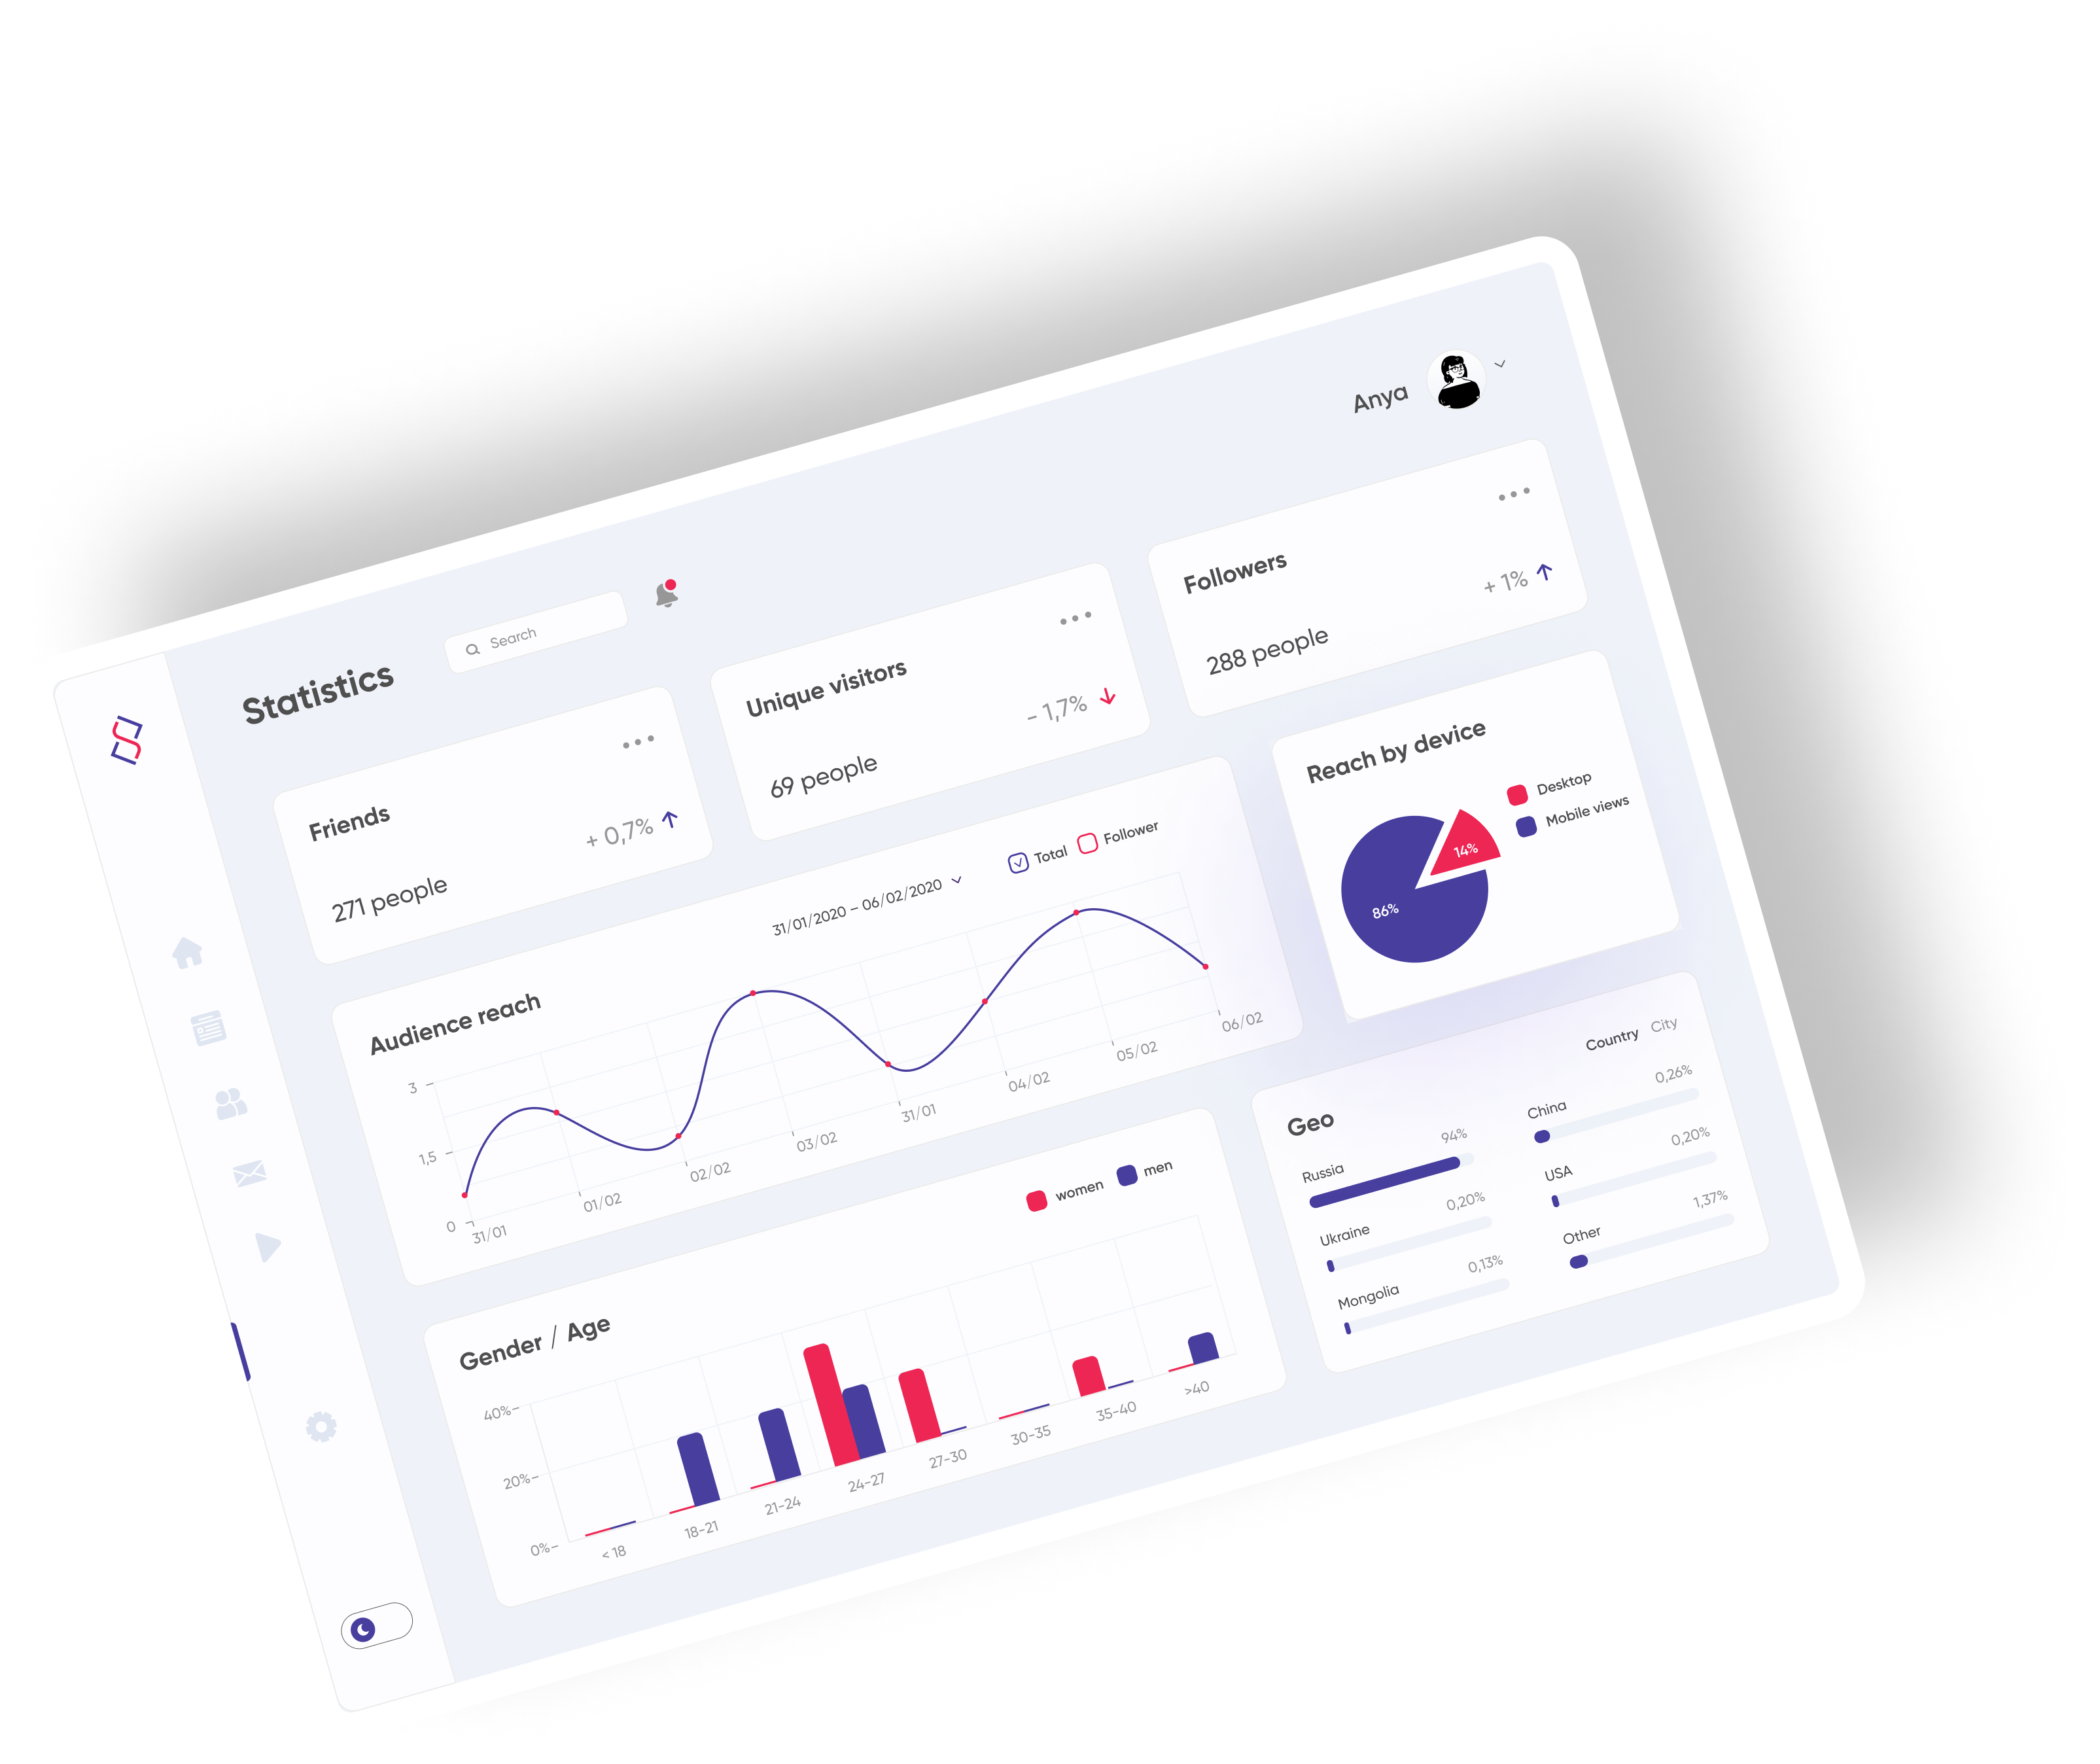 Anya
Statistics
Search
Friends
+ 0,7%
271 people
Unique visitors
- 1,7%
69 people
Followers
+ 1%
288 people
Audience reach
31/01/2020 – 06/02/2020
Total
Follower
3
1,5
0
31/01
01/02
02/02
03/02
31/01
04/02
05/02
06/02
Reach by device
Desktop
Mobile views
14%
86%
Gender / Age
women
men
40%
20%
0%
< 18
18-21
21-24
24-27
27-30
30-35
35-40
>40
Geo
Country City
Russia 94%
Ukraine 0,20%
Mongolia 0,13%
China 0,26%
USA 0,20%
Other 1,37%